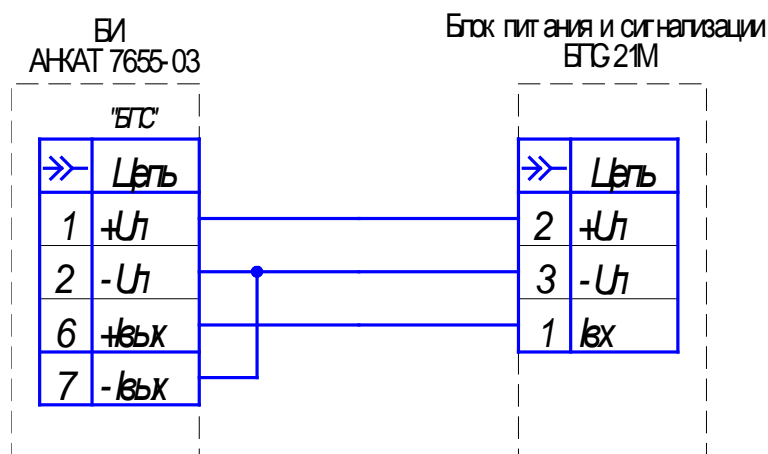 БИ
АНКАТ 7655-03
Блок питания и сигнализации
БПС-21М
"БПС"
Цепь
1 +Uп
2 -Uп
6 +Iвых
7 -Iвых
Цепь
2 +Uп
3 -Uп
1 Iвх